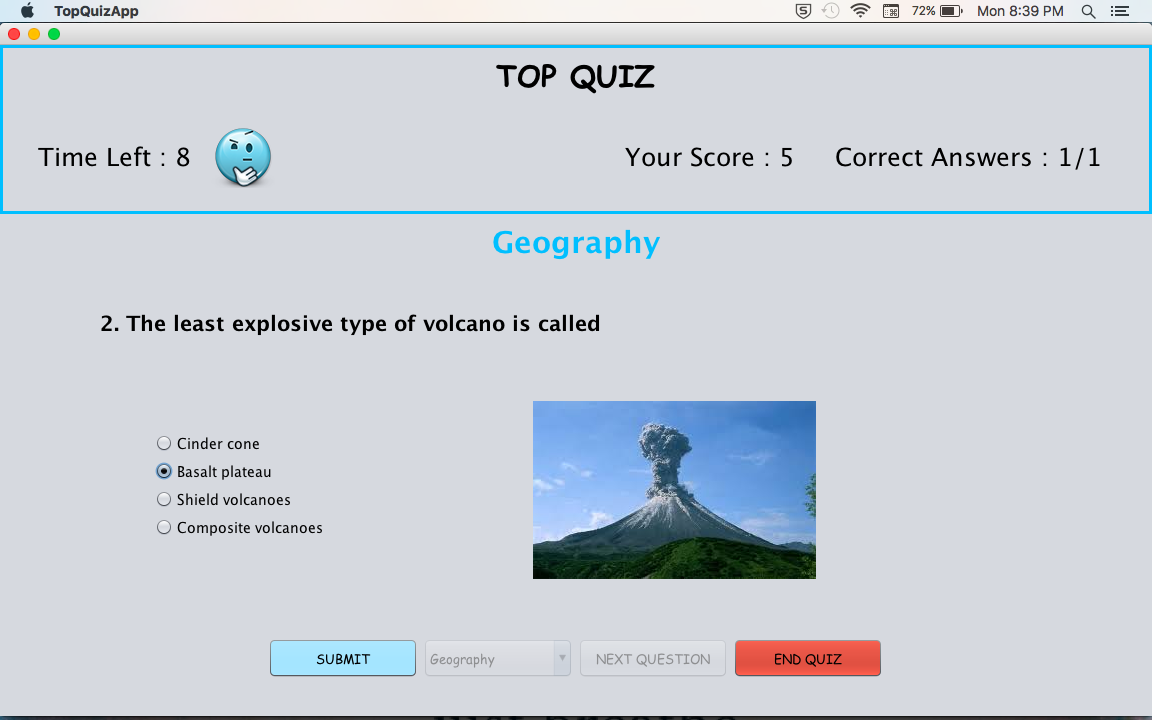 TopQuizApp 72% Mon 8:39 PM
TOP QUIZ
Time Left : 8 Your Score : 5 Correct Answers : 1/1
Geography
2. The least explosive type of volcano is called
Cinder cone
Basalt plateau
Shield volcanoes
Composite volcanoes
SUBMIT Geography NEXT QUESTION END QUIZ